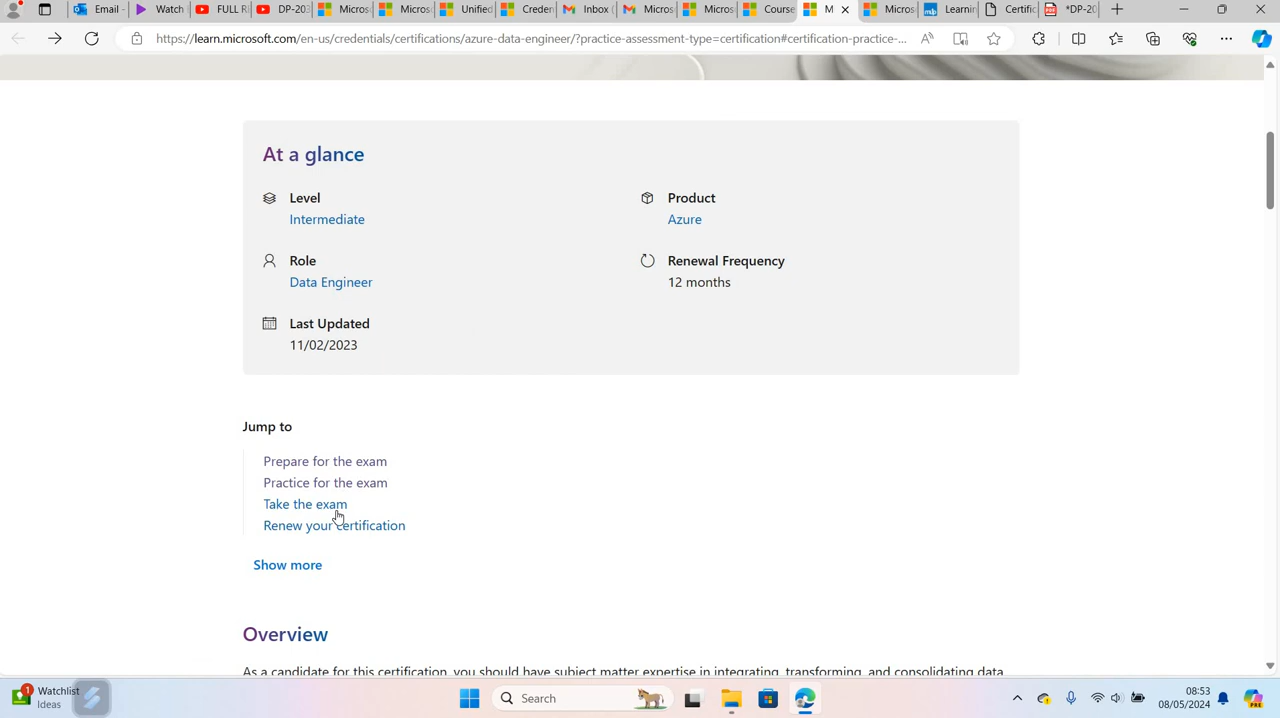 Email -
Watch
FULL R
DP-203
Micros
Micros
Unified
Creden
Inbox (
Micros
Micros
Course
M
Micros
Learnin
Certific
*DP-20
https://learn.microsoft.com/en-us/credentials/certifications/azure-data-engineer/?practice-assessment-type=certification#certification-practice-...
At a glance
Level
Intermediate
Product
Azure
Role
Data Engineer
Renewal Frequency
12 months
Last Updated
11/02/2023
Jump to
Prepare for the exam
Practice for the exam
Take the exam
Renew your certification
Show more
Overview
As a candidate for this certification, you should have subject matter expertise in integrating, transforming, and consolidating data
1
Watchlist
Ideas
Search
08:53
08/05/2024
PRE